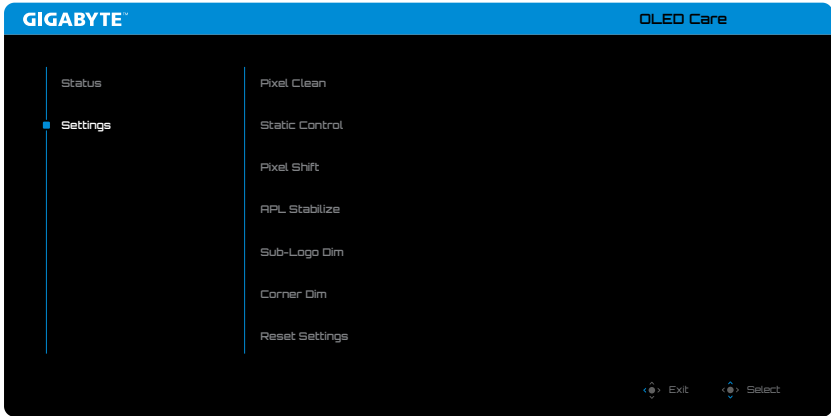 GIGABYTE™
OLED Care
Status
Settings
Pixel Clean
Static Control
Pixel Shift
APL Stabilize
Sub-Logo Dim
Corner Dim
Reset Settings
Exit
Select